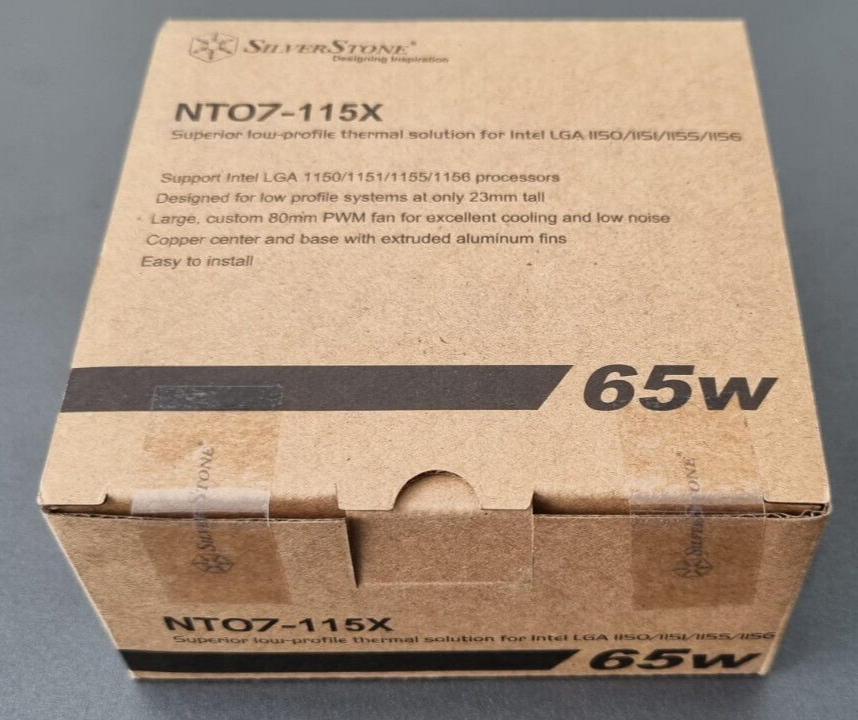 SILVERSTONE®
Designing Inspiration
NT07-115X
Superior low-profile thermal solution for Intel LGA 1150/1151/1155/1156
Support Intel LGA 1150/1151/1155/1156 processors
Designed for low profile systems at only 23mm tall
Large, custom 80mm PWM fan for excellent cooling and low noise
Copper center and base with extruded aluminum fins
Easy to install
65w
SILVERSTONE®
SILVERSTONE®
NT07-115X
Superior low-profile thermal solution for Intel LGA 1150/1151/1155/1156
65w